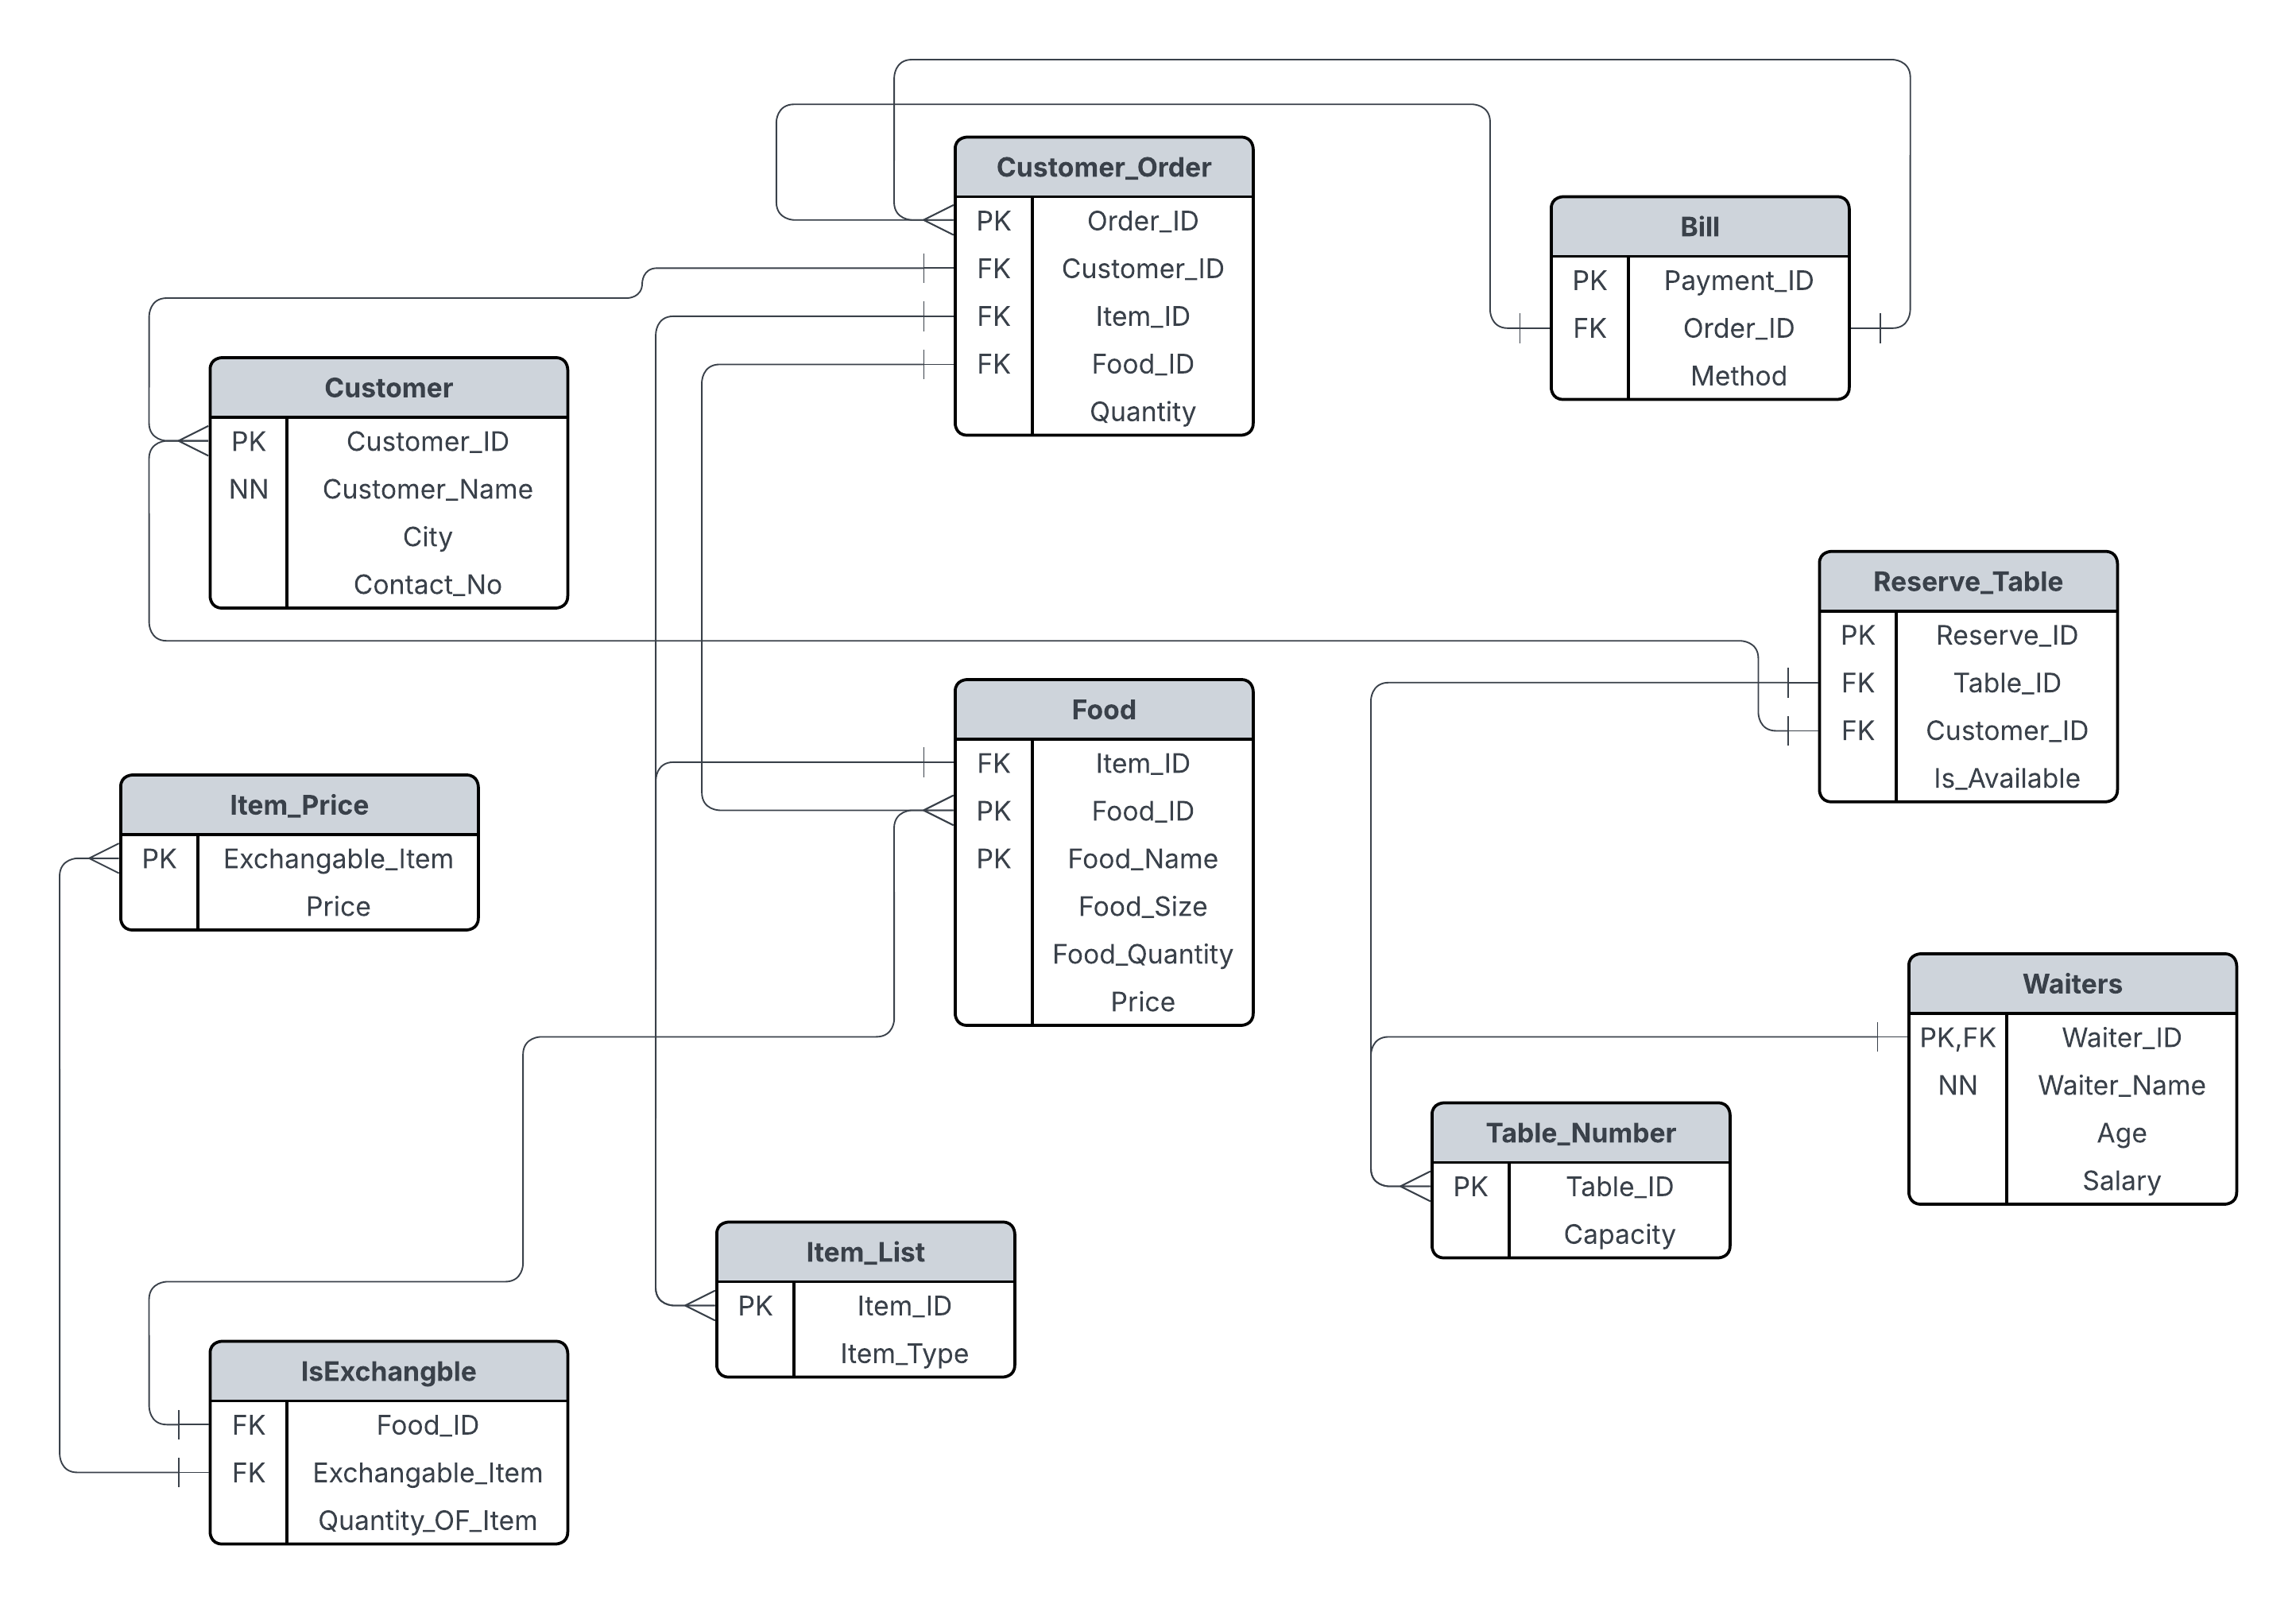 Customer_Order
PK Order_ID
FK Customer_ID
FK Item_ID
FK Food_ID
Quantity
Bill
PK Payment_ID
FK Order_ID
Method
Customer
PK Customer_ID
NN Customer_Name
City
Contact_No
Reserve_Table
PK Reserve_ID
FK Table_ID
FK Customer_ID
Is_Available
Food
FK Item_ID
PK Food_ID
PK Food_Name
Food_Size
Food_Quantity
Price
Item_Price
PK Exchangable_Item
Price
Waiters
PK,FK Waiter_ID
NN Waiter_Name
Age
Salary
Table_Number
PK Table_ID
Capacity
Item_List
PK Item_ID
Item_Type
IsExchangble
FK Food_ID
FK Exchangable_Item
Quantity_OF_Item